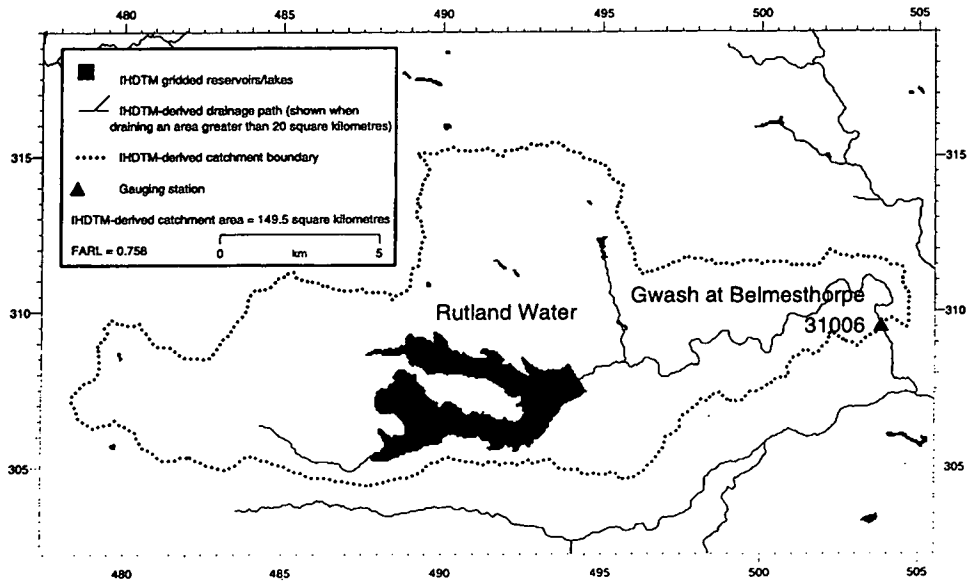 480 485 490 495 500 505
IHDTM gridded reservoirs/lakes
IHDTM-derived drainage path (shown when
draining an area greater than 20 square kilometres)
IHDTM-derived catchment boundary
Gauging station
IHDTM-derived catchment area = 149.5 square kilometres
FARL = 0.758
0 km 5
315 315
310 310
305 305
Rutland Water
Gwash at Belmesthorpe
31006
480 485 490 495 500 505